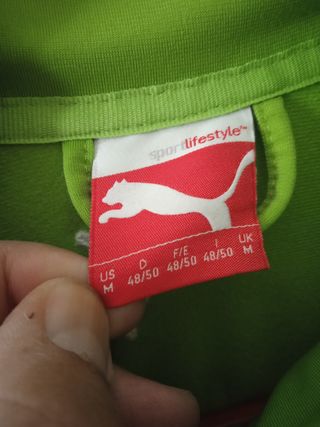 sportlifestyle™
US D F/E I UK
M 48/50 48/50 48/50 M